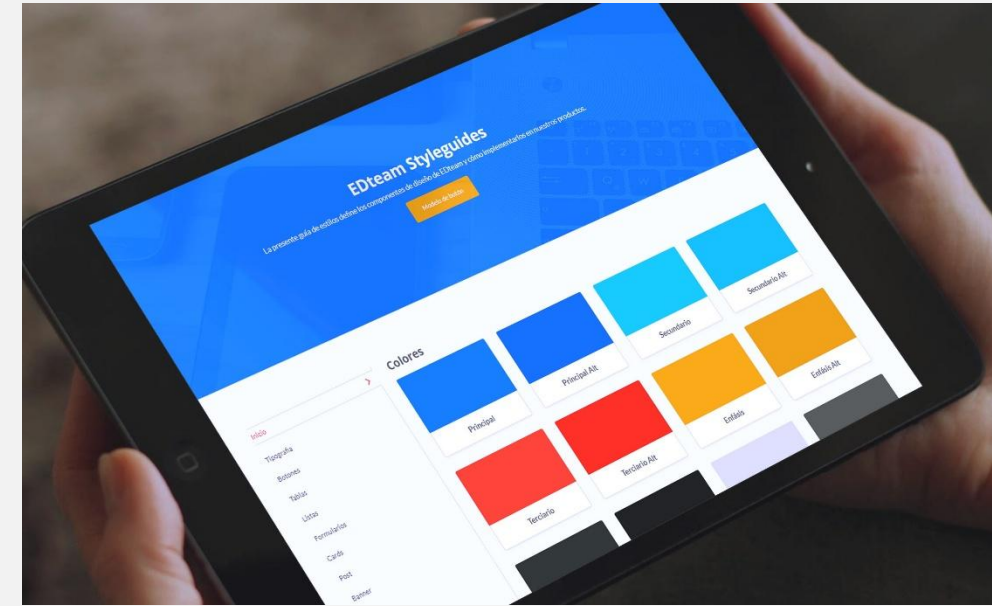 EDteam Styleguides
La presente guía de estilos define los componentes de diseño de EDteam y cómo implementarlos en nuestros productos.
Modelo de botón
Inicio
Tipografía
Botones
Tablas
Listas
Formularios
Cards
Post
Banner
Colores
Principal
Principal Alt
Secundario
Secundario Alt
Terciario
Terciario Alt
Enfásis
Enfásis Alt